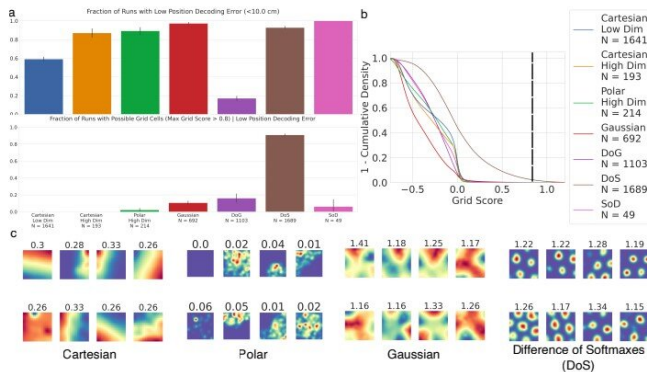 a
Fraction of Runs with Low Position Decoding Error (<10.0 cm)
1.0
0.8
0.6
0.4
0.2
0.0
Fraction of Runs with Possible Grid Cells (Max Grid Score > 0.8) | Low Position Decoding Error
1.0
0.8
0.6
0.4
0.2
0.0
Cartesian
Low Dim
N = 1641
Cartesian
High Dim
N = 193
Polar
High Dim
N = 214
Gaussian
N = 692
DoG
N = 1103
DoS
N = 1689
SoD
N = 49
b
1 - Cumulative Density
1.0
0.8
0.6
0.4
0.2
0.0
−0.5 0.0 0.5 1.0
Grid Score
Cartesian
Low Dim
N = 1641
Cartesian
High Dim
N = 193
Polar
High Dim
N = 214
Gaussian
N = 692
DoG
N = 1103
DoS
N = 1689
SoD
N = 49
c
0.3 0.28 0.33 0.26
0.26 0.33 0.26 0.26
Cartesian
0.0 0.02 0.04 0.01
0.06 0.05 0.01 0.02
Polar
1.41 1.18 1.25 1.17
1.16 1.16 1.33 1.26
Gaussian
1.22 1.22 1.28 1.19
1.26 1.17 1.34 1.15
Difference of Softmaxes
(DoS)